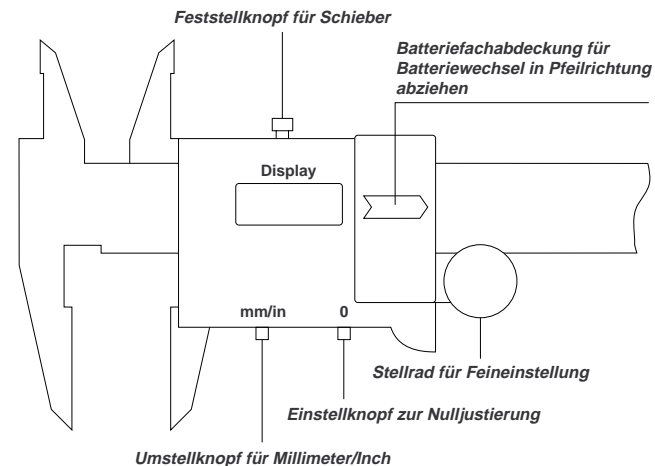 Feststellknopf für Schieber
Batteriefachabdeckung für
Batteriewechsel in Pfeilrichtung
abziehen
Display
mm/in 0
Stellrad für Feineinstellung
Einstellknopf zur Nulljustierung
Umstellknopf für Millimeter/Inch